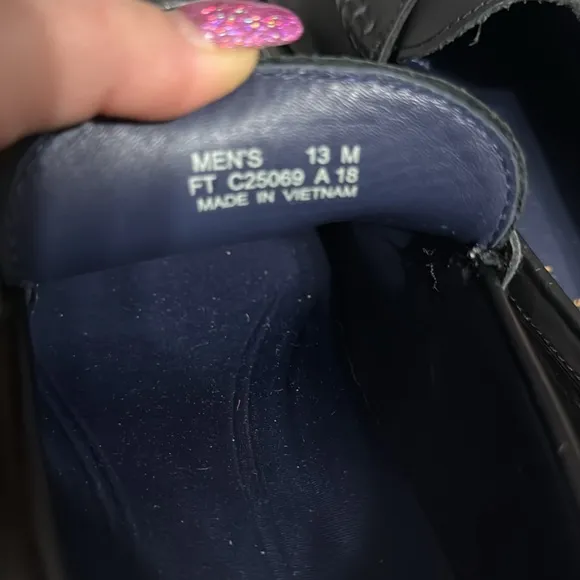 MEN'S 13 M
FT C25069 A 18
MADE IN VIETNAM